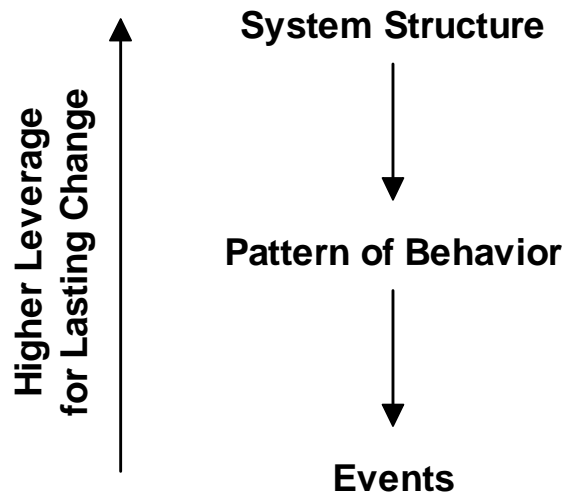 System Structure
Higher Leverage
for Lasting Change
Pattern of Behavior
Events